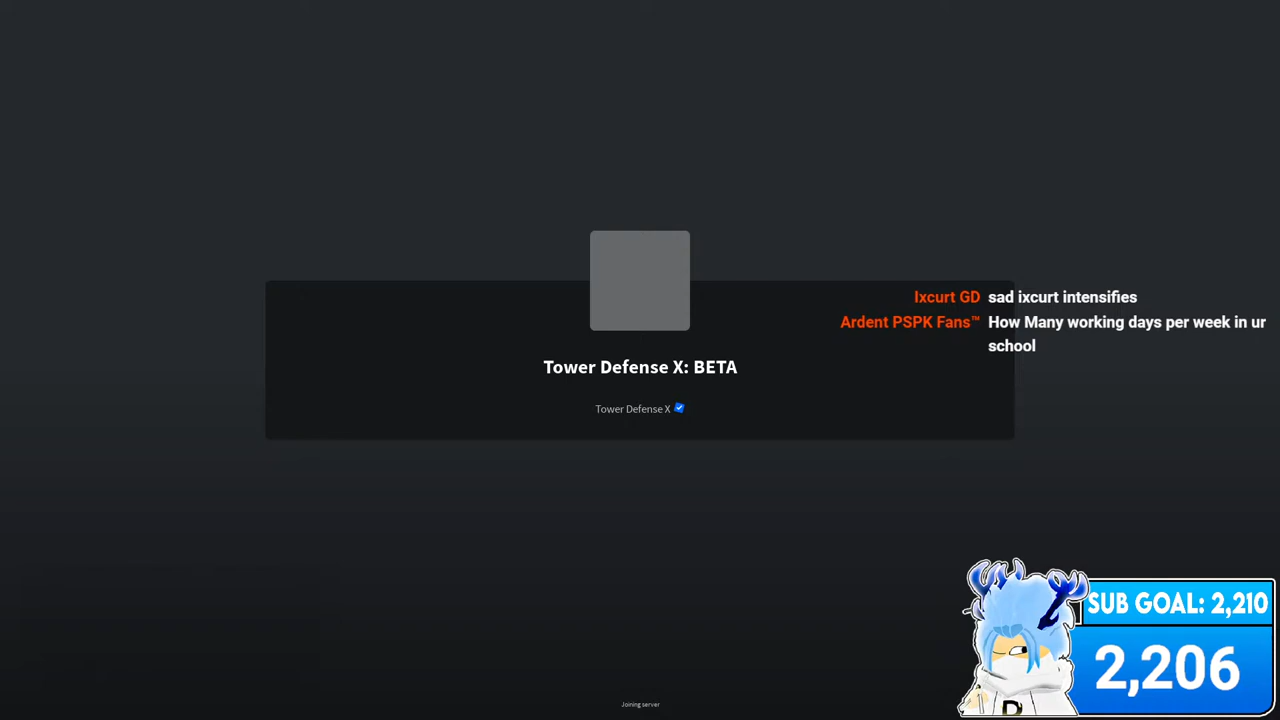 Ixcurt GD sad ixcurt intensifies
Ardent PSPK Fans™ How Many working days per week in ur
school
Tower Defense X: BETA
Tower Defense X
SUB GOAL: 2,210
2,206
Joining server